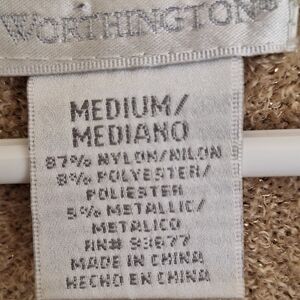 WORTHINGTON®
MEDIUM/
MEDIANO
87% NYLON/NILON
8% POLYESTER/
POLIESTER
5% METALLIC/
METALICO
RN# 93677
MADE IN CHINA
HECHO EN CHINA